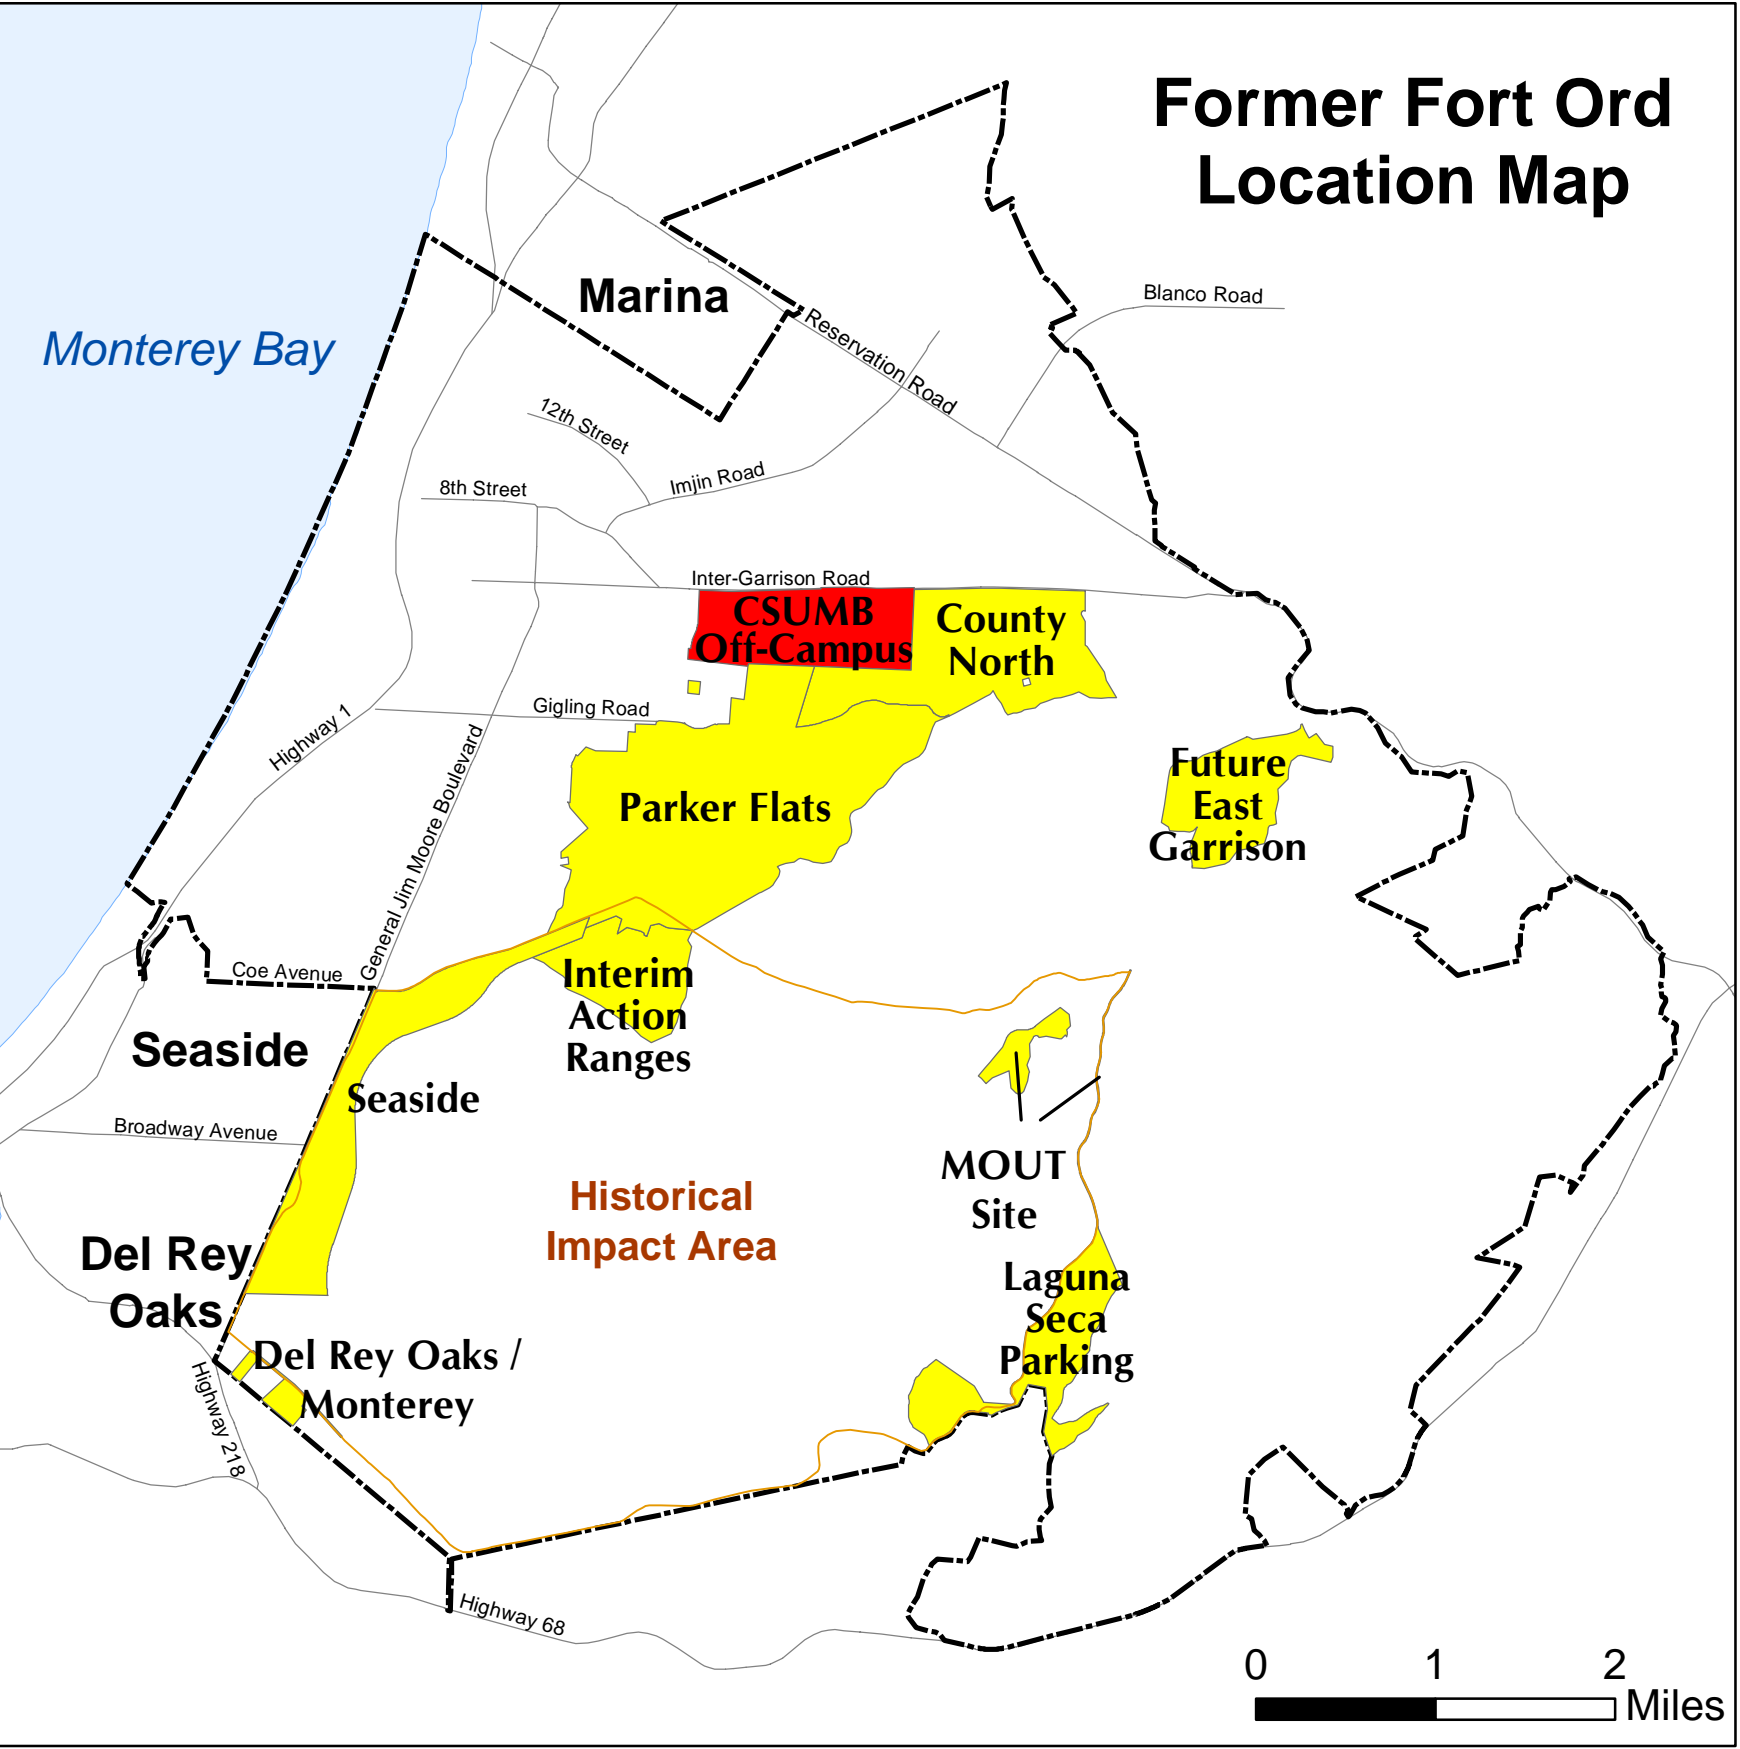 Former Fort Ord
Location Map
Marina
Blanco Road
Monterey Bay
Reservation Road
12th Street
Imjin Road
8th Street
Inter-Garrison Road
CSUMB
Off-Campus
County
North
Gigling Road
Highway 1
General Jim Moore Boulevard
Parker Flats
Future
East
Garrison
Coe Avenue
Interim
Action
Ranges
Seaside
Seaside
Broadway Avenue
MOUT
Site
Historical
Impact Area
Del Rey
Oaks
Laguna
Seca
Parking
Del Rey Oaks /
Monterey
Highway 218
Highway 68
0 1 2
Miles